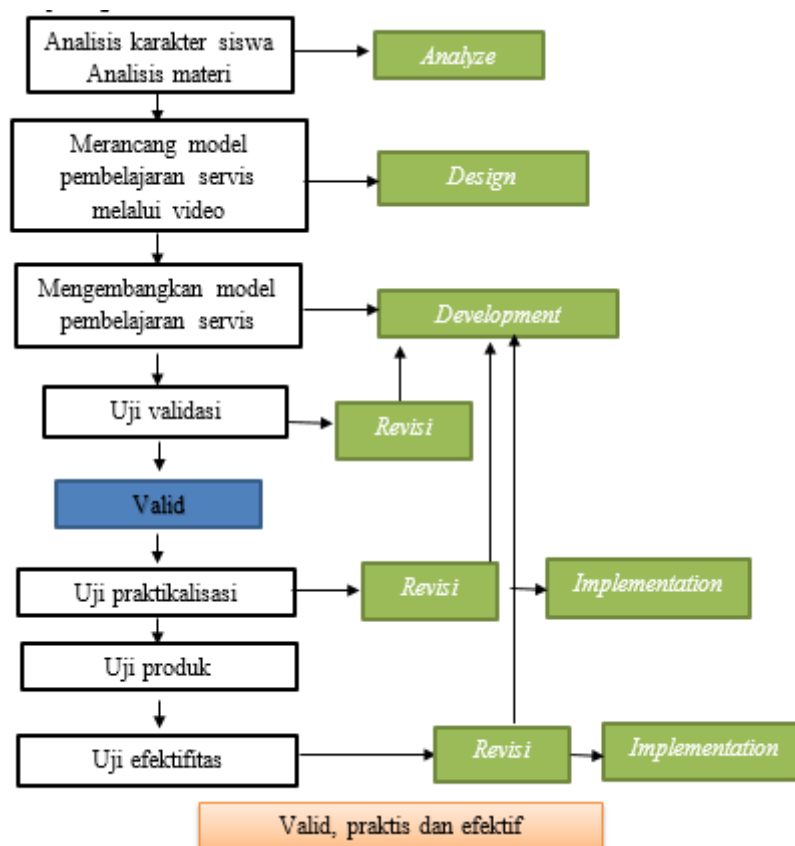 Analisis karakter siswa
Analisis materi
Analyze
Merancang model
pembelajaran servis
melalui video
Design
Mengembangkan model
pembelajaran servis
Development
Uji validasi
Revisi
Valid
Uji praktikalisasi
Revisi
Implementation
Uji produk
Uji efektifitas
Revisi
Implementation
Valid, praktis dan efektif